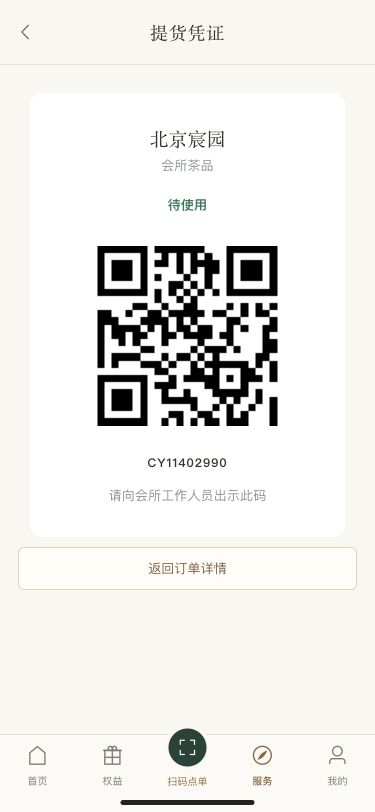 提货凭证
北京宸园
会所茶品
待使用
CY11402990
请向会所工作人员出示此码
返回订单详情
首页
权益
扫码点单
服务
我的